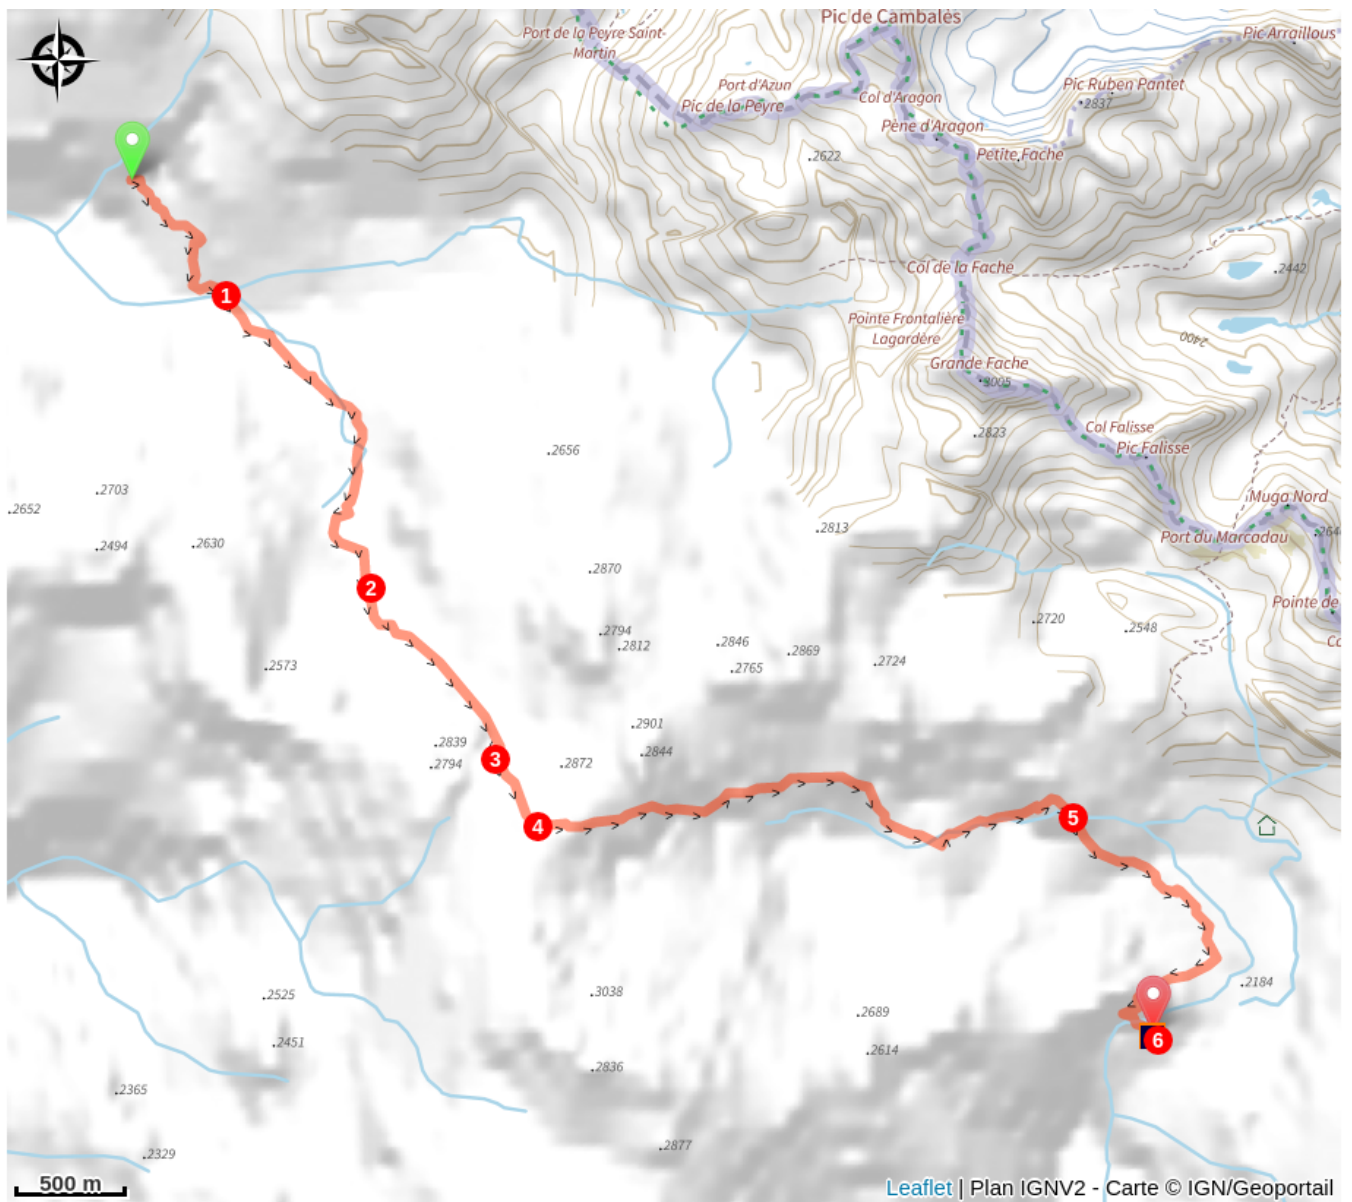 Pic de Cambalès
Port de la Peyre Saint-
Martin
Pic Arraillous
Port d'Azun
Pic Ruben Pantet
Pic de la Peyre
Col d'Aragon
.2837
Pène d'Aragon
Petite Fache
.2622
Col de la Fache
.2442
1
Pointe Frontalière
Lagardère
2400
Grande Fache
.3005
Col Falisse
.2823
Pic Falisse
.2656
.2703
Muga Nord
.2652
.2813
Port du Marcadau
.2494
.2630
.2870
2
Pointe de
.2720
.2548
.2794
.2812
.2846
.2869
.2724
.2765
.2573
.2901
.2839
.2844
3
.2794
.2872
4
5
.2184
.2525
.3038
.2689
.2451
.2614
6
.2836
.2365
.2877
.2329
500 m
Leaflet | Plan IGNV2 - Carte © IGN/Geoportail